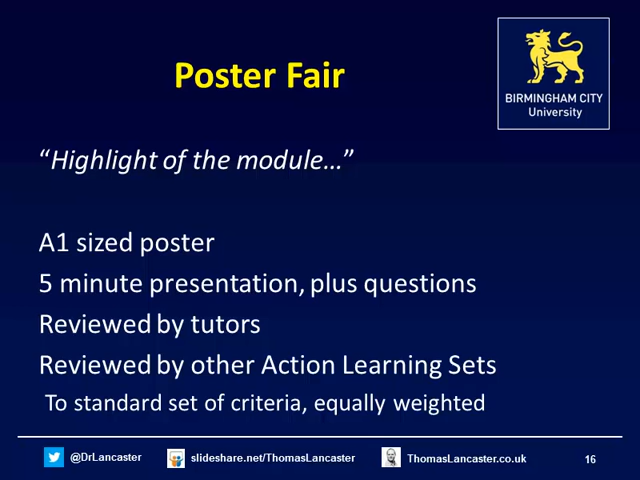 Poster Fair
BIRMINGHAM CITY
University
“Highlight of the module…”
A1 sized poster
5 minute presentation, plus questions
Reviewed by tutors
Reviewed by other Action Learning Sets
To standard set of criteria, equally weighted
@DrLancaster
slideshare.net/ThomasLancaster
ThomasLancaster.co.uk
16